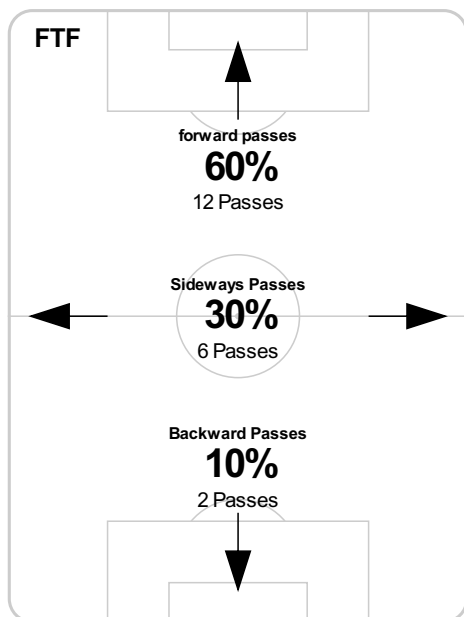 FTF
forward passes
60%
12 Passes
Sideways Passes
30%
6 Passes
Backward Passes
10%
2 Passes